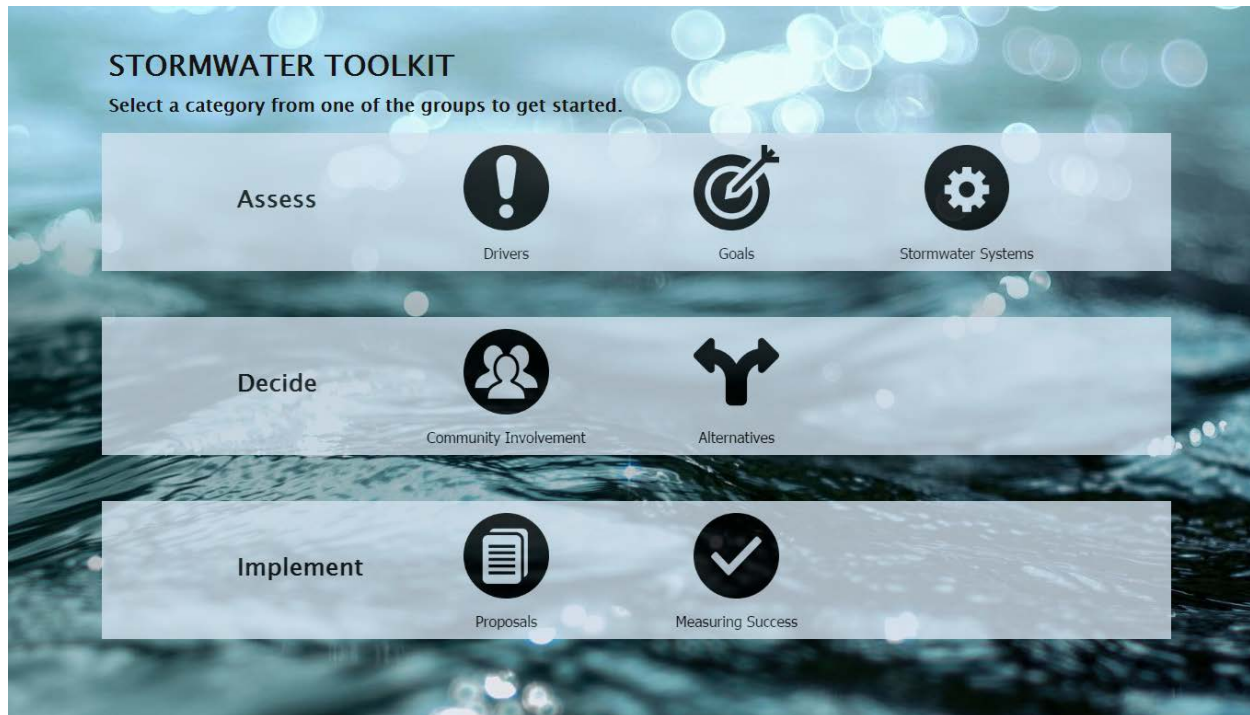 STORMWATER TOOLKIT
Select a category from one of the groups to get started.
Assess
Drivers
Goals
Stormwater Systems
Decide
Community Involvement
Alternatives
Implement
Proposals
Measuring Success